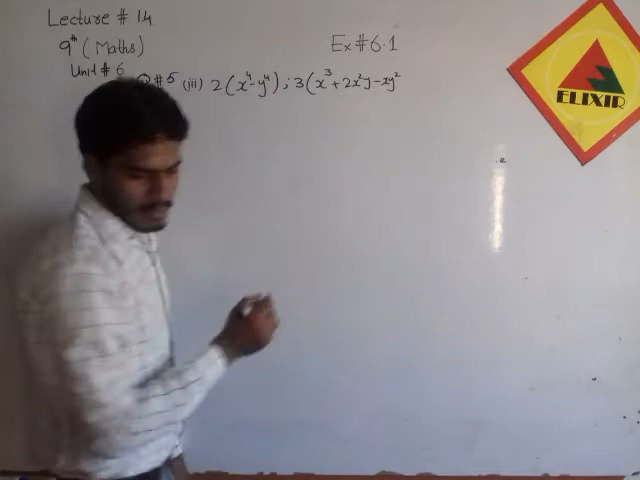 Lecture # 14
9th (Maths)
Ex#6.1
Unit # 6
Q #5 (iii) 2(x⁴-y⁴) ; 3(x³+2x²y-xy²
ELIXIR